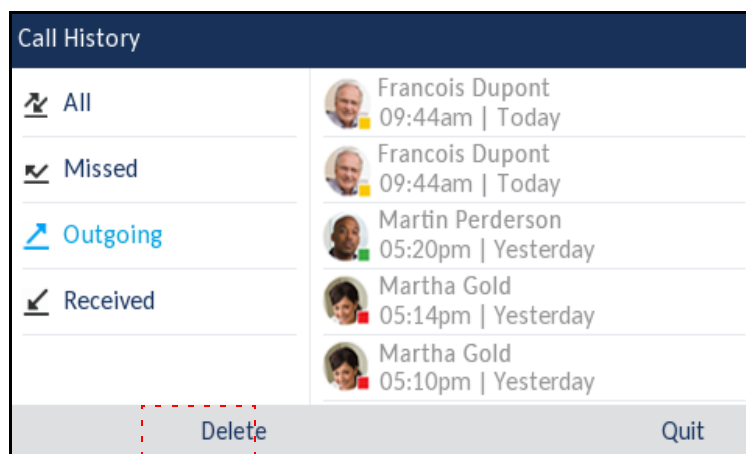 Call History
All
Missed
Outgoing
Received
Francois Dupont
09:44am | Today
Francois Dupont
09:44am | Today
Martin Perderson
05:20pm | Yesterday
Martha Gold
05:14pm | Yesterday
Martha Gold
05:10pm | Yesterday
Delete
Quit